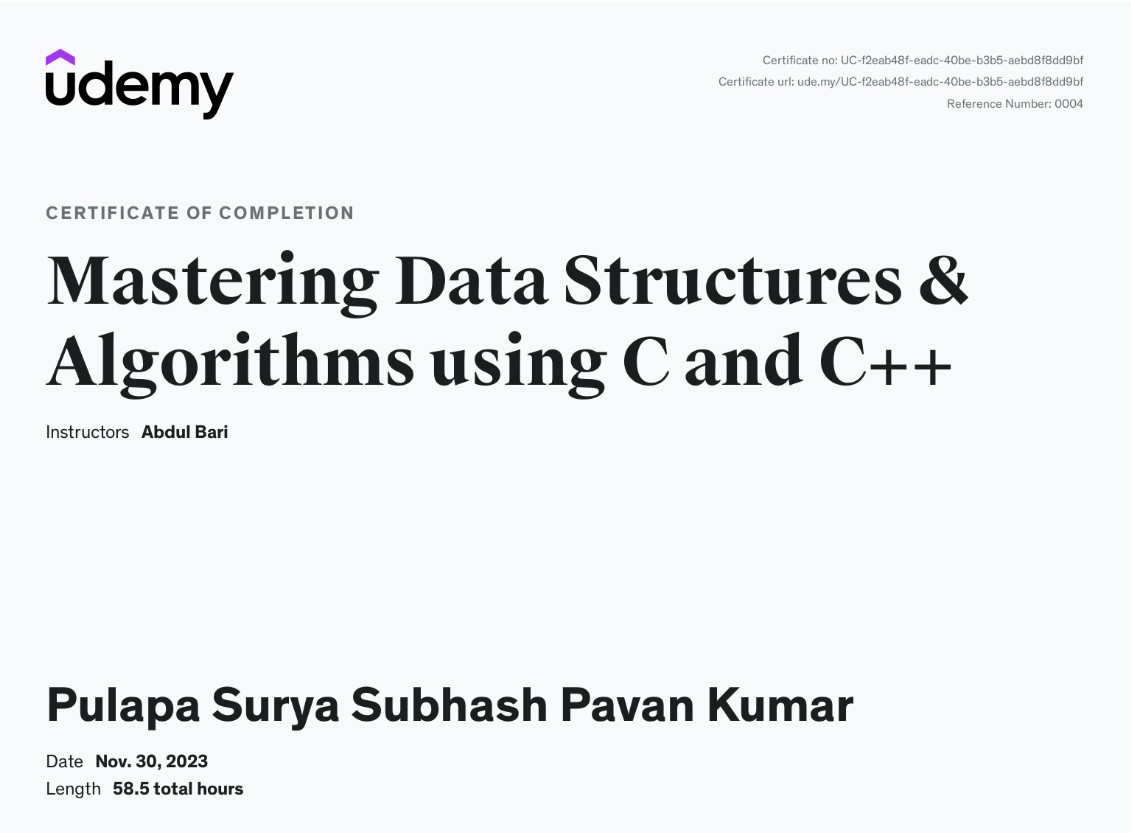 udemy
Certificate no: UC-f2eab48f-eadc-40be-b3b5-aebd8f8dd9bf
Certificate url: ude.my/UC-f2eab48f-eadc-40be-b3b5-aebd8f8dd9bf
Reference Number: 0004
CERTIFICATE OF COMPLETION
Mastering Data Structures &
Algorithms using C and C++
Instructors Abdul Bari
Pulapa Surya Subhash Pavan Kumar
Date Nov. 30, 2023
Length 58.5 total hours